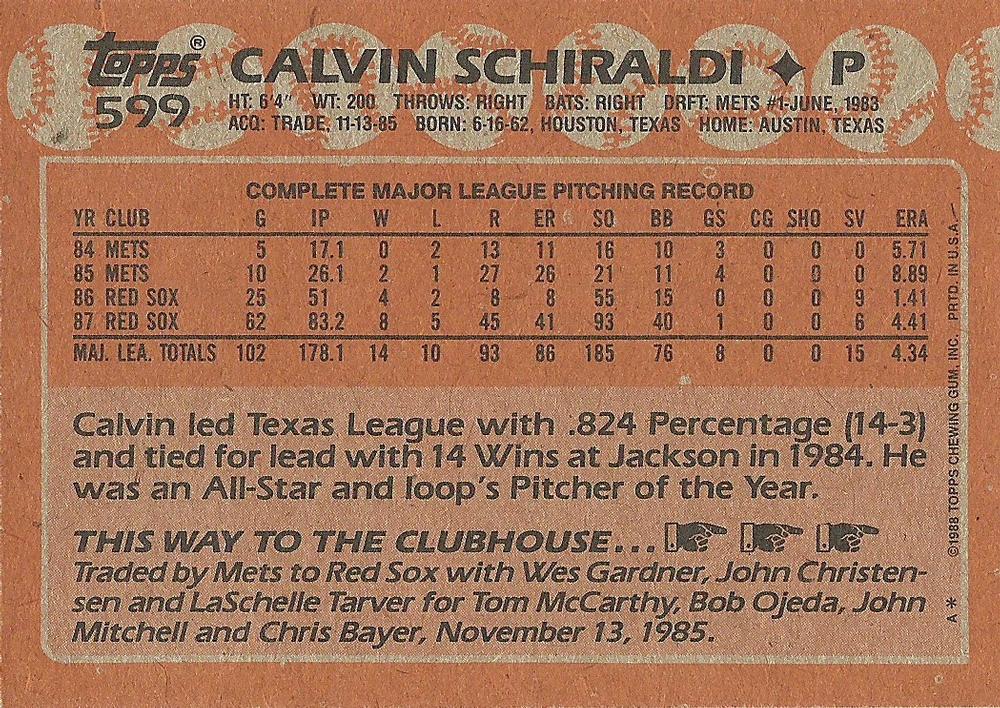 topps® CALVIN SCHIRALDI ✦ P
599 HT: 6'4" WT: 200 THROWS: RIGHT BATS: RIGHT DRFT: METS #1-JUNE, 1983
ACQ: TRADE, 11-13-85 BORN: 6-16-62, HOUSTON, TEXAS HOME: AUSTIN, TEXAS
COMPLETE MAJOR LEAGUE PITCHING RECORD
YR CLUB G IP W L R ER SO BB GS CG SHO SV ERA
84 METS 5 17.1 0 2 13 11 16 10 3 0 0 0 5.71
85 METS 10 26.1 2 1 27 26 21 11 4 0 0 0 8.89
86 RED SOX 25 51 4 2 8 8 55 15 0 0 0 9 1.41
87 RED SOX 62 83.2 8 5 45 41 93 40 1 0 0 6 4.41
MAJ. LEA. TOTALS 102 178.1 14 10 93 86 185 76 8 0 0 15 4.34
Calvin led Texas League with .824 Percentage (14-3)
and tied for lead with 14 Wins at Jackson in 1984. He
was an All-Star and loop's Pitcher of the Year.
THIS WAY TO THE CLUBHOUSE...
Traded by Mets to Red Sox with Wes Gardner, John Christen-
sen and LaSchelle Tarver for Tom McCarthy, Bob Ojeda, John
Mitchell and Chris Bayer, November 13, 1985.
A * ©1988 TOPPS CHEWING GUM, INC. PRTD. IN U.S.A.